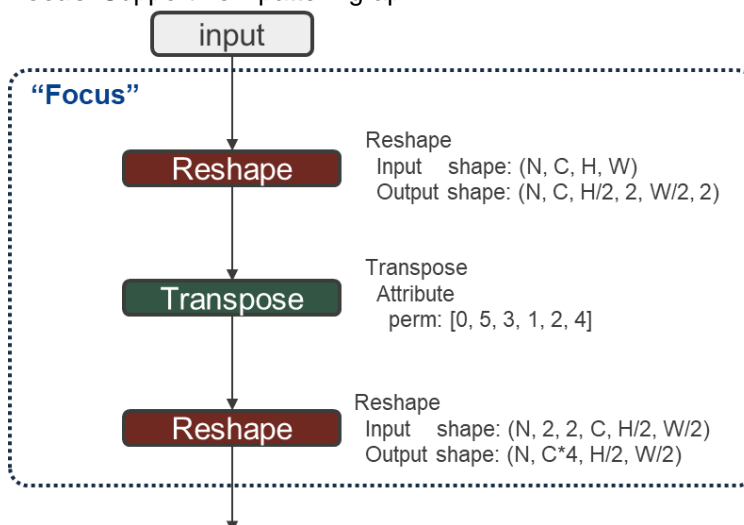 input
“Focus”
Reshape
Reshape
Input shape: (N, C, H, W)
Output shape: (N, C, H/2, 2, W/2, 2)
Transpose
Transpose
Attribute
perm: [0, 5, 3, 1, 2, 4]
Reshape
Reshape
Input shape: (N, 2, 2, C, H/2, W/2)
Output shape: (N, C*4, H/2, W/2)